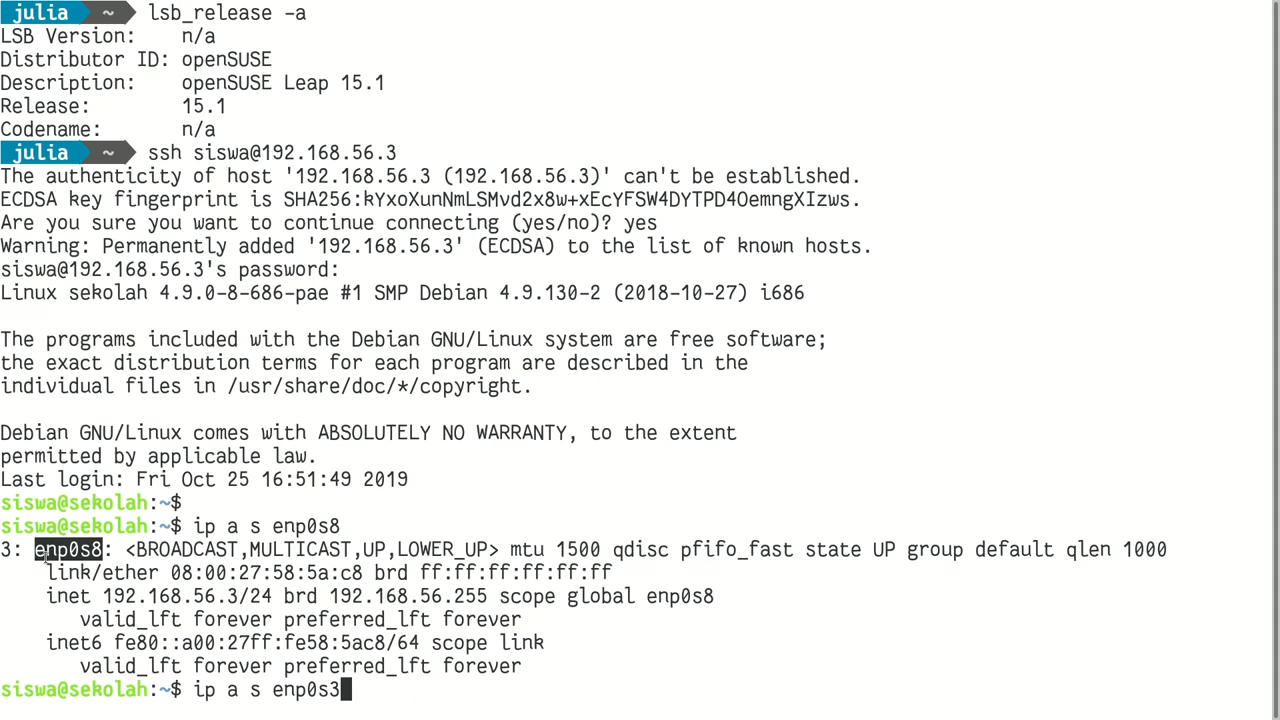 julia ~ lsb_release -a
LSB Version: n/a
Distributor ID: openSUSE
Description: openSUSE Leap 15.1
Release: 15.1
Codename: n/a
julia ~ ssh siswa@192.168.56.3
The authenticity of host '192.168.56.3 (192.168.56.3)' can't be established.
ECDSA key fingerprint is SHA256:kYxoXunNmLSMvd2x8w+xEcYFSW4DYTPD4OemngXIzws.
Are you sure you want to continue connecting (yes/no)? yes
Warning: Permanently added '192.168.56.3' (ECDSA) to the list of known hosts.
siswa@192.168.56.3's password:
Linux sekolah 4.9.0-8-686-pae #1 SMP Debian 4.9.130-2 (2018-10-27) i686
The programs included with the Debian GNU/Linux system are free software;
the exact distribution terms for each program are described in the
individual files in /usr/share/doc/*/copyright.
Debian GNU/Linux comes with ABSOLUTELY NO WARRANTY, to the extent
permitted by applicable law.
Last login: Fri Oct 25 16:51:49 2019
siswa@sekolah:~$
siswa@sekolah:~$ ip a s enp0s8
3: enp0s8: <BROADCAST,MULTICAST,UP,LOWER_UP> mtu 1500 qdisc pfifo_fast state UP group default qlen 1000
link/ether 08:00:27:58:5a:c8 brd ff:ff:ff:ff:ff:ff
inet 192.168.56.3/24 brd 192.168.56.255 scope global enp0s8
valid_lft forever preferred_lft forever
inet6 fe80::a00:27ff:fe58:5ac8/64 scope link
valid_lft forever preferred_lft forever
siswa@sekolah:~$ ip a s enp0s3